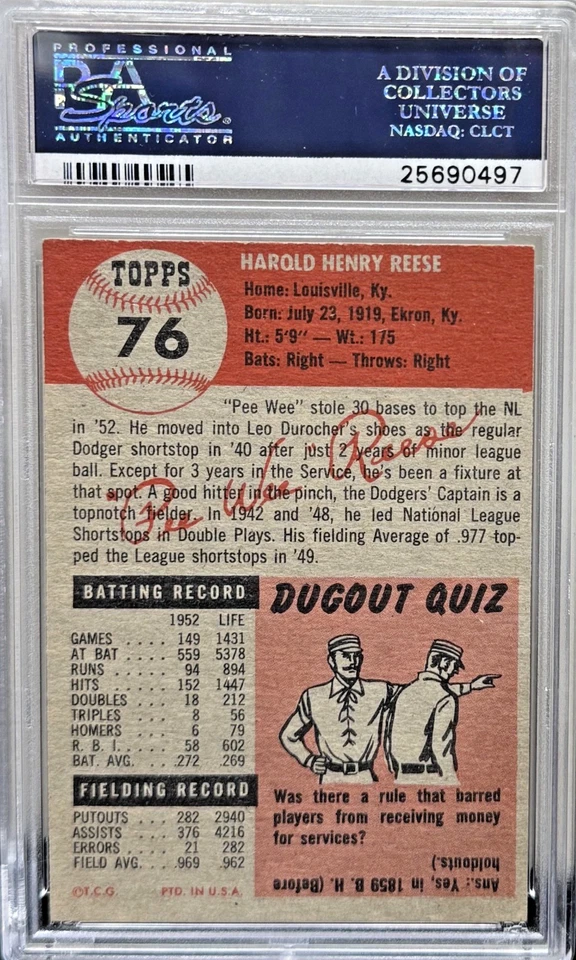 PROFESSIONAL
PSA
Sports.
AUTHENTICATOR
A DIVISION OF
COLLECTORS
UNIVERSE
NASDAQ: CLCT
25690497
TOPPS
76
HAROLD HENRY REESE
Home: Louisville, Ky.
Born: July 23, 1919, Ekron, Ky.
Ht.: 5'9" — Wt.: 175
Bats: Right — Throws: Right
"Pee Wee" stole 30 bases to top the NL
in '52. He moved into Leo Durocher's shoes as the regular
Dodger shortstop in '40 after just 2 years of minor league
ball. Except for 3 years in the Service, he's been a fixture at
that spot. A good hitter in the pinch, the Dodgers' Captain is a
topnotch fielder. In 1942 and '48, he led National League
Shortstops in Double Plays. His fielding Average of .977 top-
ped the League shortstops in '49.
"Pee Wee" Reese
BATTING RECORD
1952 LIFE
GAMES .... 149 1431
AT BAT .... 559 5378
RUNS .... 94 894
HITS .... 152 1447
DOUBLES .... 18 212
TRIPLES .... 8 56
HOMERS .... 6 79
R. B. I. .... 58 602
BAT. AVG. ... .272 .269
FIELDING RECORD
PUTOUTS ... 282 2940
ASSISTS .... 376 4216
ERRORS .... 21 282
FIELD AVG. ... .969 .962
©T.C.G. PTD. IN U.S.A.
DUGOUT QUIZ
Was there a rule that barred
players from receiving money
for services?
Ans.: Yes, in 1859 B. H. (Before
holdouts.)